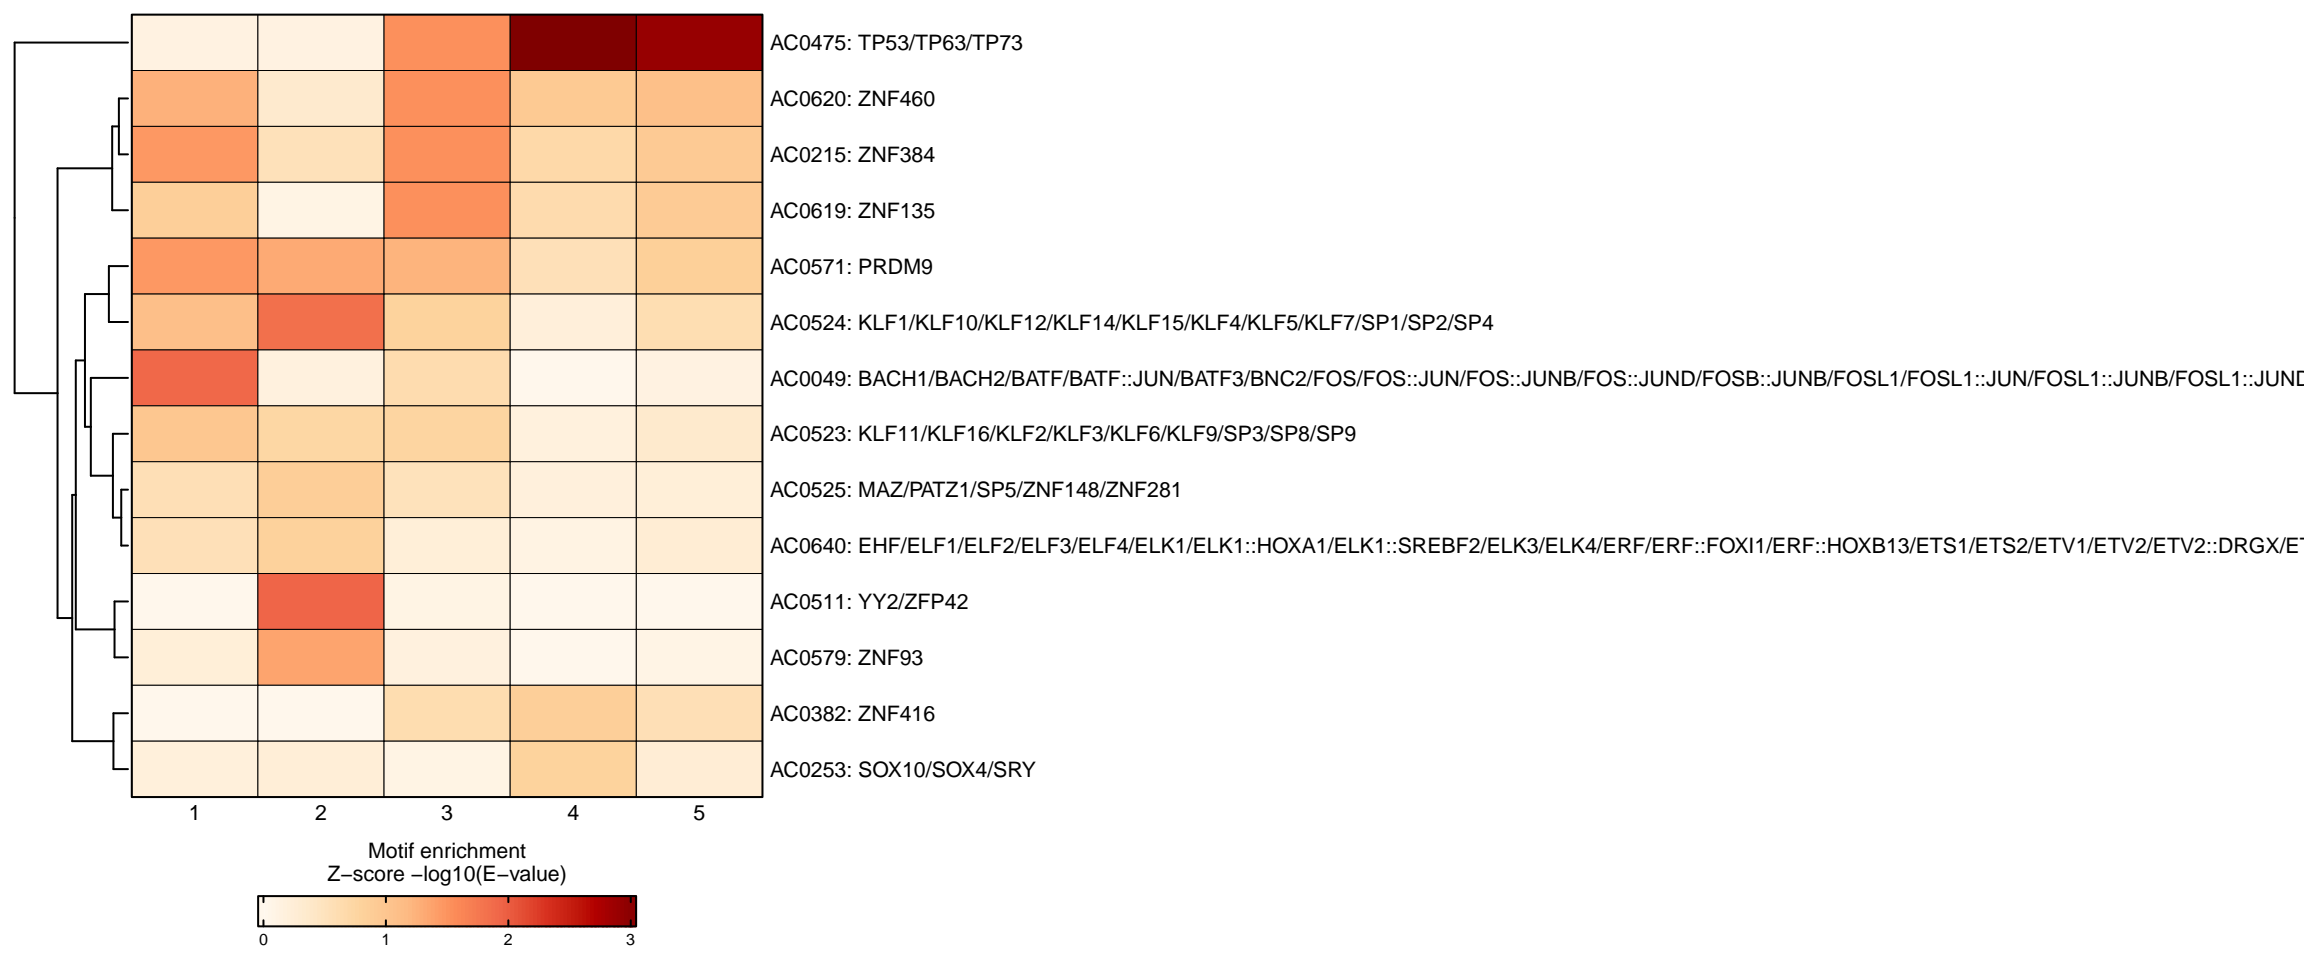 AC0475: TP53/TP63/TP73
AC0620: ZNF460
AC0215: ZNF384
AC0619: ZNF135
AC0571: PRDM9
AC0524: KLF1/KLF10/KLF12/KLF14/KLF15/KLF4/KLF5/KLF7/SP1/SP2/SP4
AC0049: BACH1/BACH2/BATF/BATF::JUN/BATF3/BNC2/FOS/FOS::JUN/FOS::JUNB/FOS::JUND/FOSB::JUNB/FOSL1/FOSL1::JUN/FOSL1::JUNB/FOSL1::JUND
AC0523: KLF11/KLF16/KLF2/KLF3/KLF6/KLF9/SP3/SP8/SP9
AC0525: MAZ/PATZ1/SP5/ZNF148/ZNF281
AC0640: EHF/ELF1/ELF2/ELF3/ELF4/ELK1/ELK1::HOXA1/ELK1::SREBF2/ELK3/ELK4/ERF/ERF::FOXI1/ERF::HOXB13/ETS1/ETS2/ETV1/ETV2/ETV2::DRGX/ET
AC0511: YY2/ZFP42
AC0579: ZNF93
AC0382: ZNF416
AC0253: SOX10/SOX4/SRY
1 2 3 4 5
Motif enrichment
Z−score −log10(E−value)
0 1 2 3